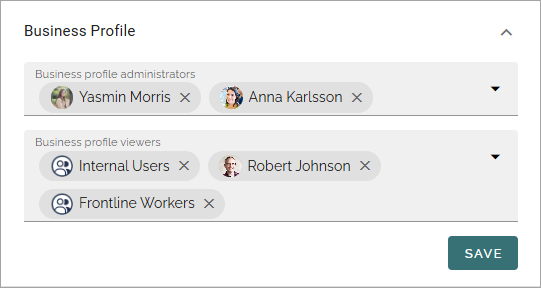 Business Profile
Business profile administrators
Yasmin Morris Anna Karlsson
Business profile viewers
Internal Users Robert Johnson
Frontline Workers
SAVE